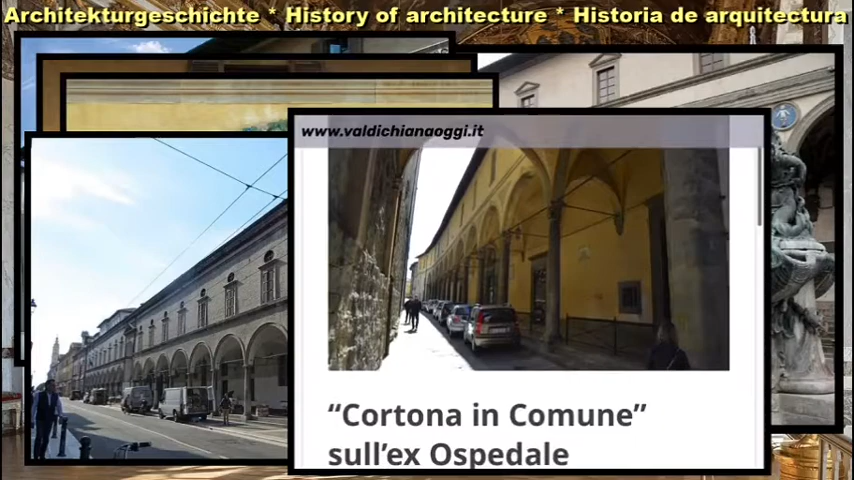 Architekturgeschichte * History of architecture * Historia de arquitectura
www.valdichianaoggi.it
“Cortona in Comune”
sull’ex Ospedale